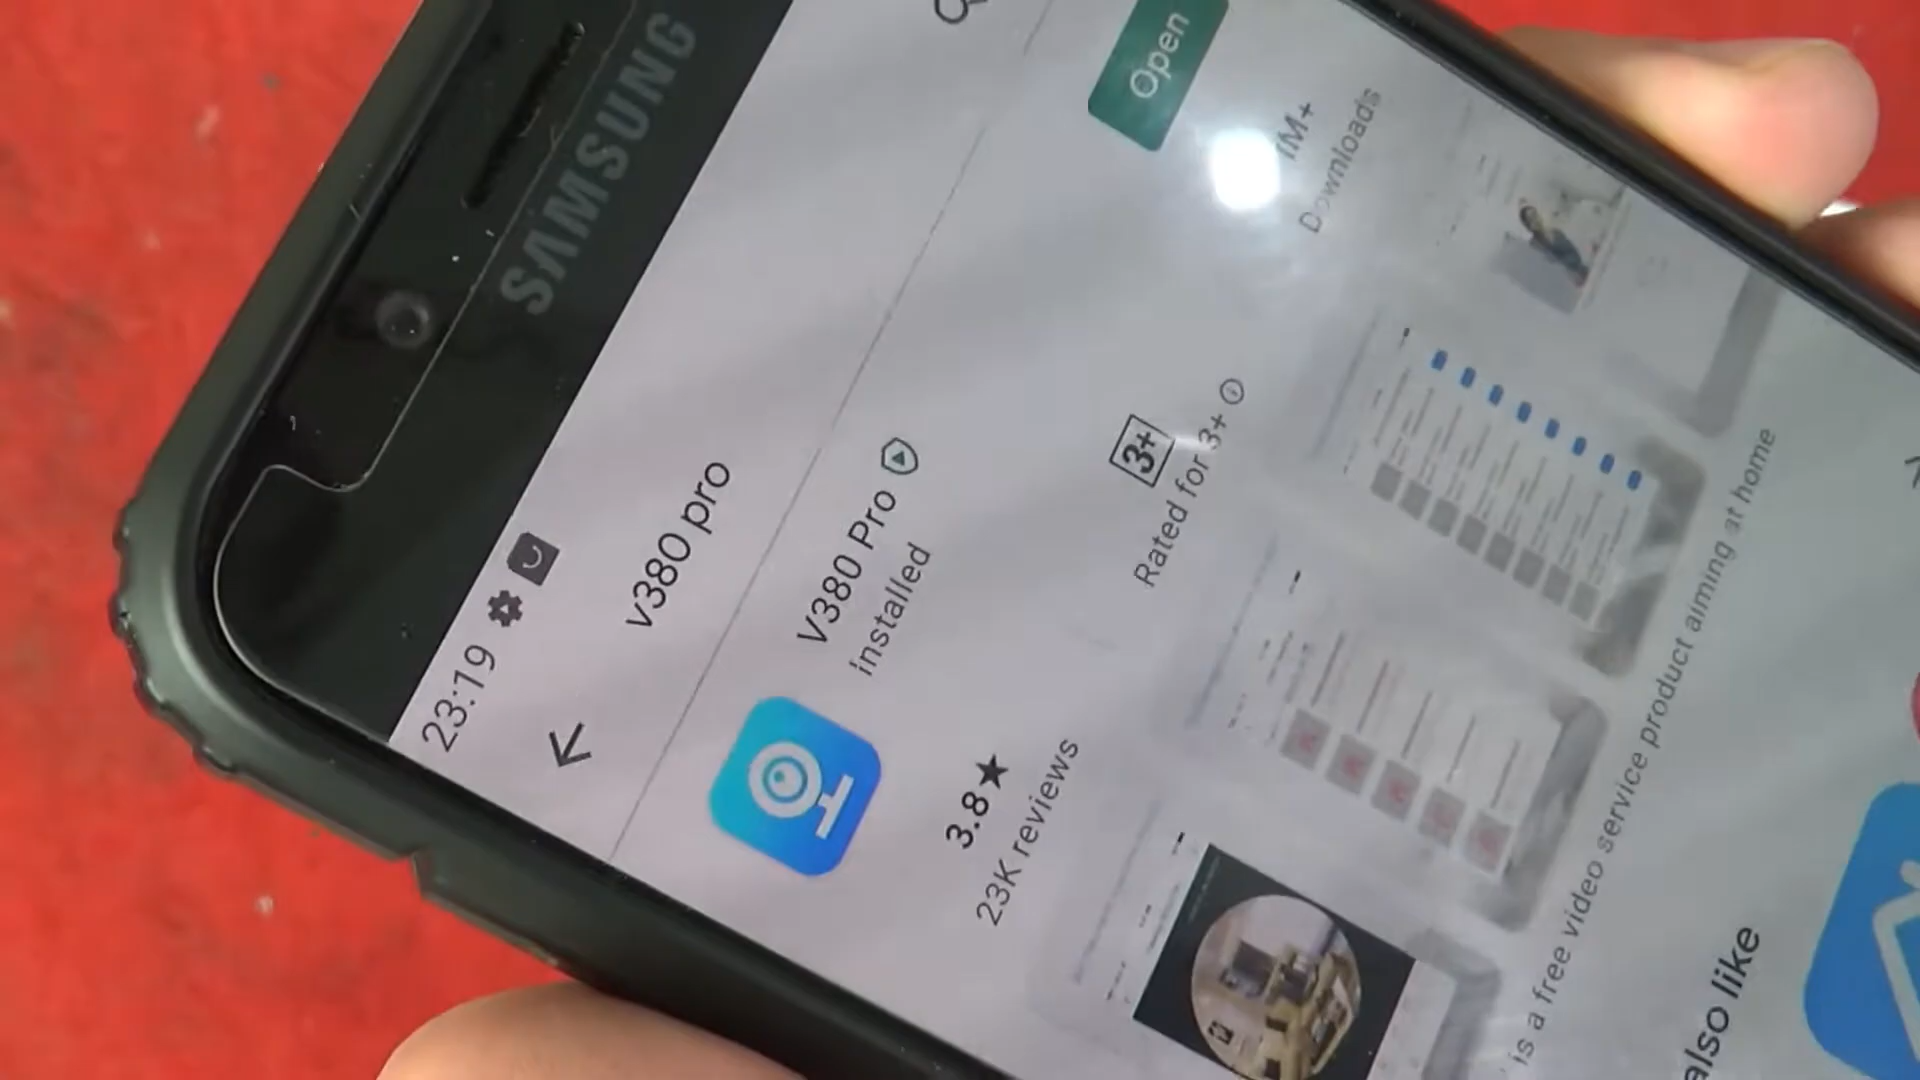 SAMSUNG
23:19
v380 pro
V380 Pro
Installed
Open
3.8★
23K reviews
3+
Rated for 3+
1M+
Downloads
is a free video service product aiming at home
also like